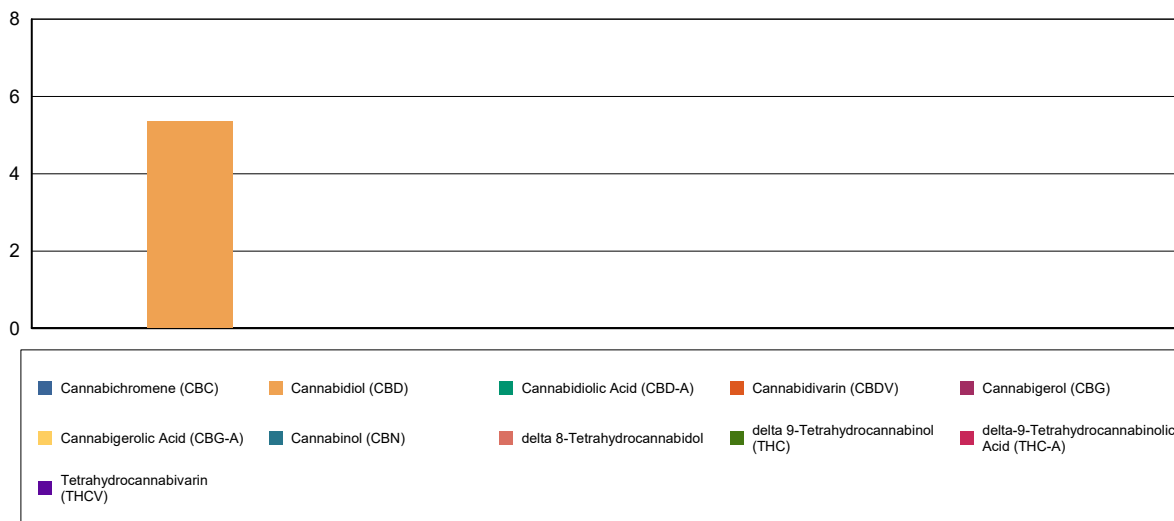 8
6
4
2
0
Cannabichromene (CBC)
Cannabidiol (CBD)
Cannabidiolic Acid (CBD-A)
Cannabidivarin (CBDV)
Cannabigerol (CBG)
Cannabigerolic Acid (CBG-A)
Cannabinol (CBN)
delta 8-Tetrahydrocannabidol
delta 9-Tetrahydrocannabinol
(THC)
delta-9-Tetrahydrocannabinolic
Acid (THC-A)
Tetrahydrocannabivarin
(THCV)